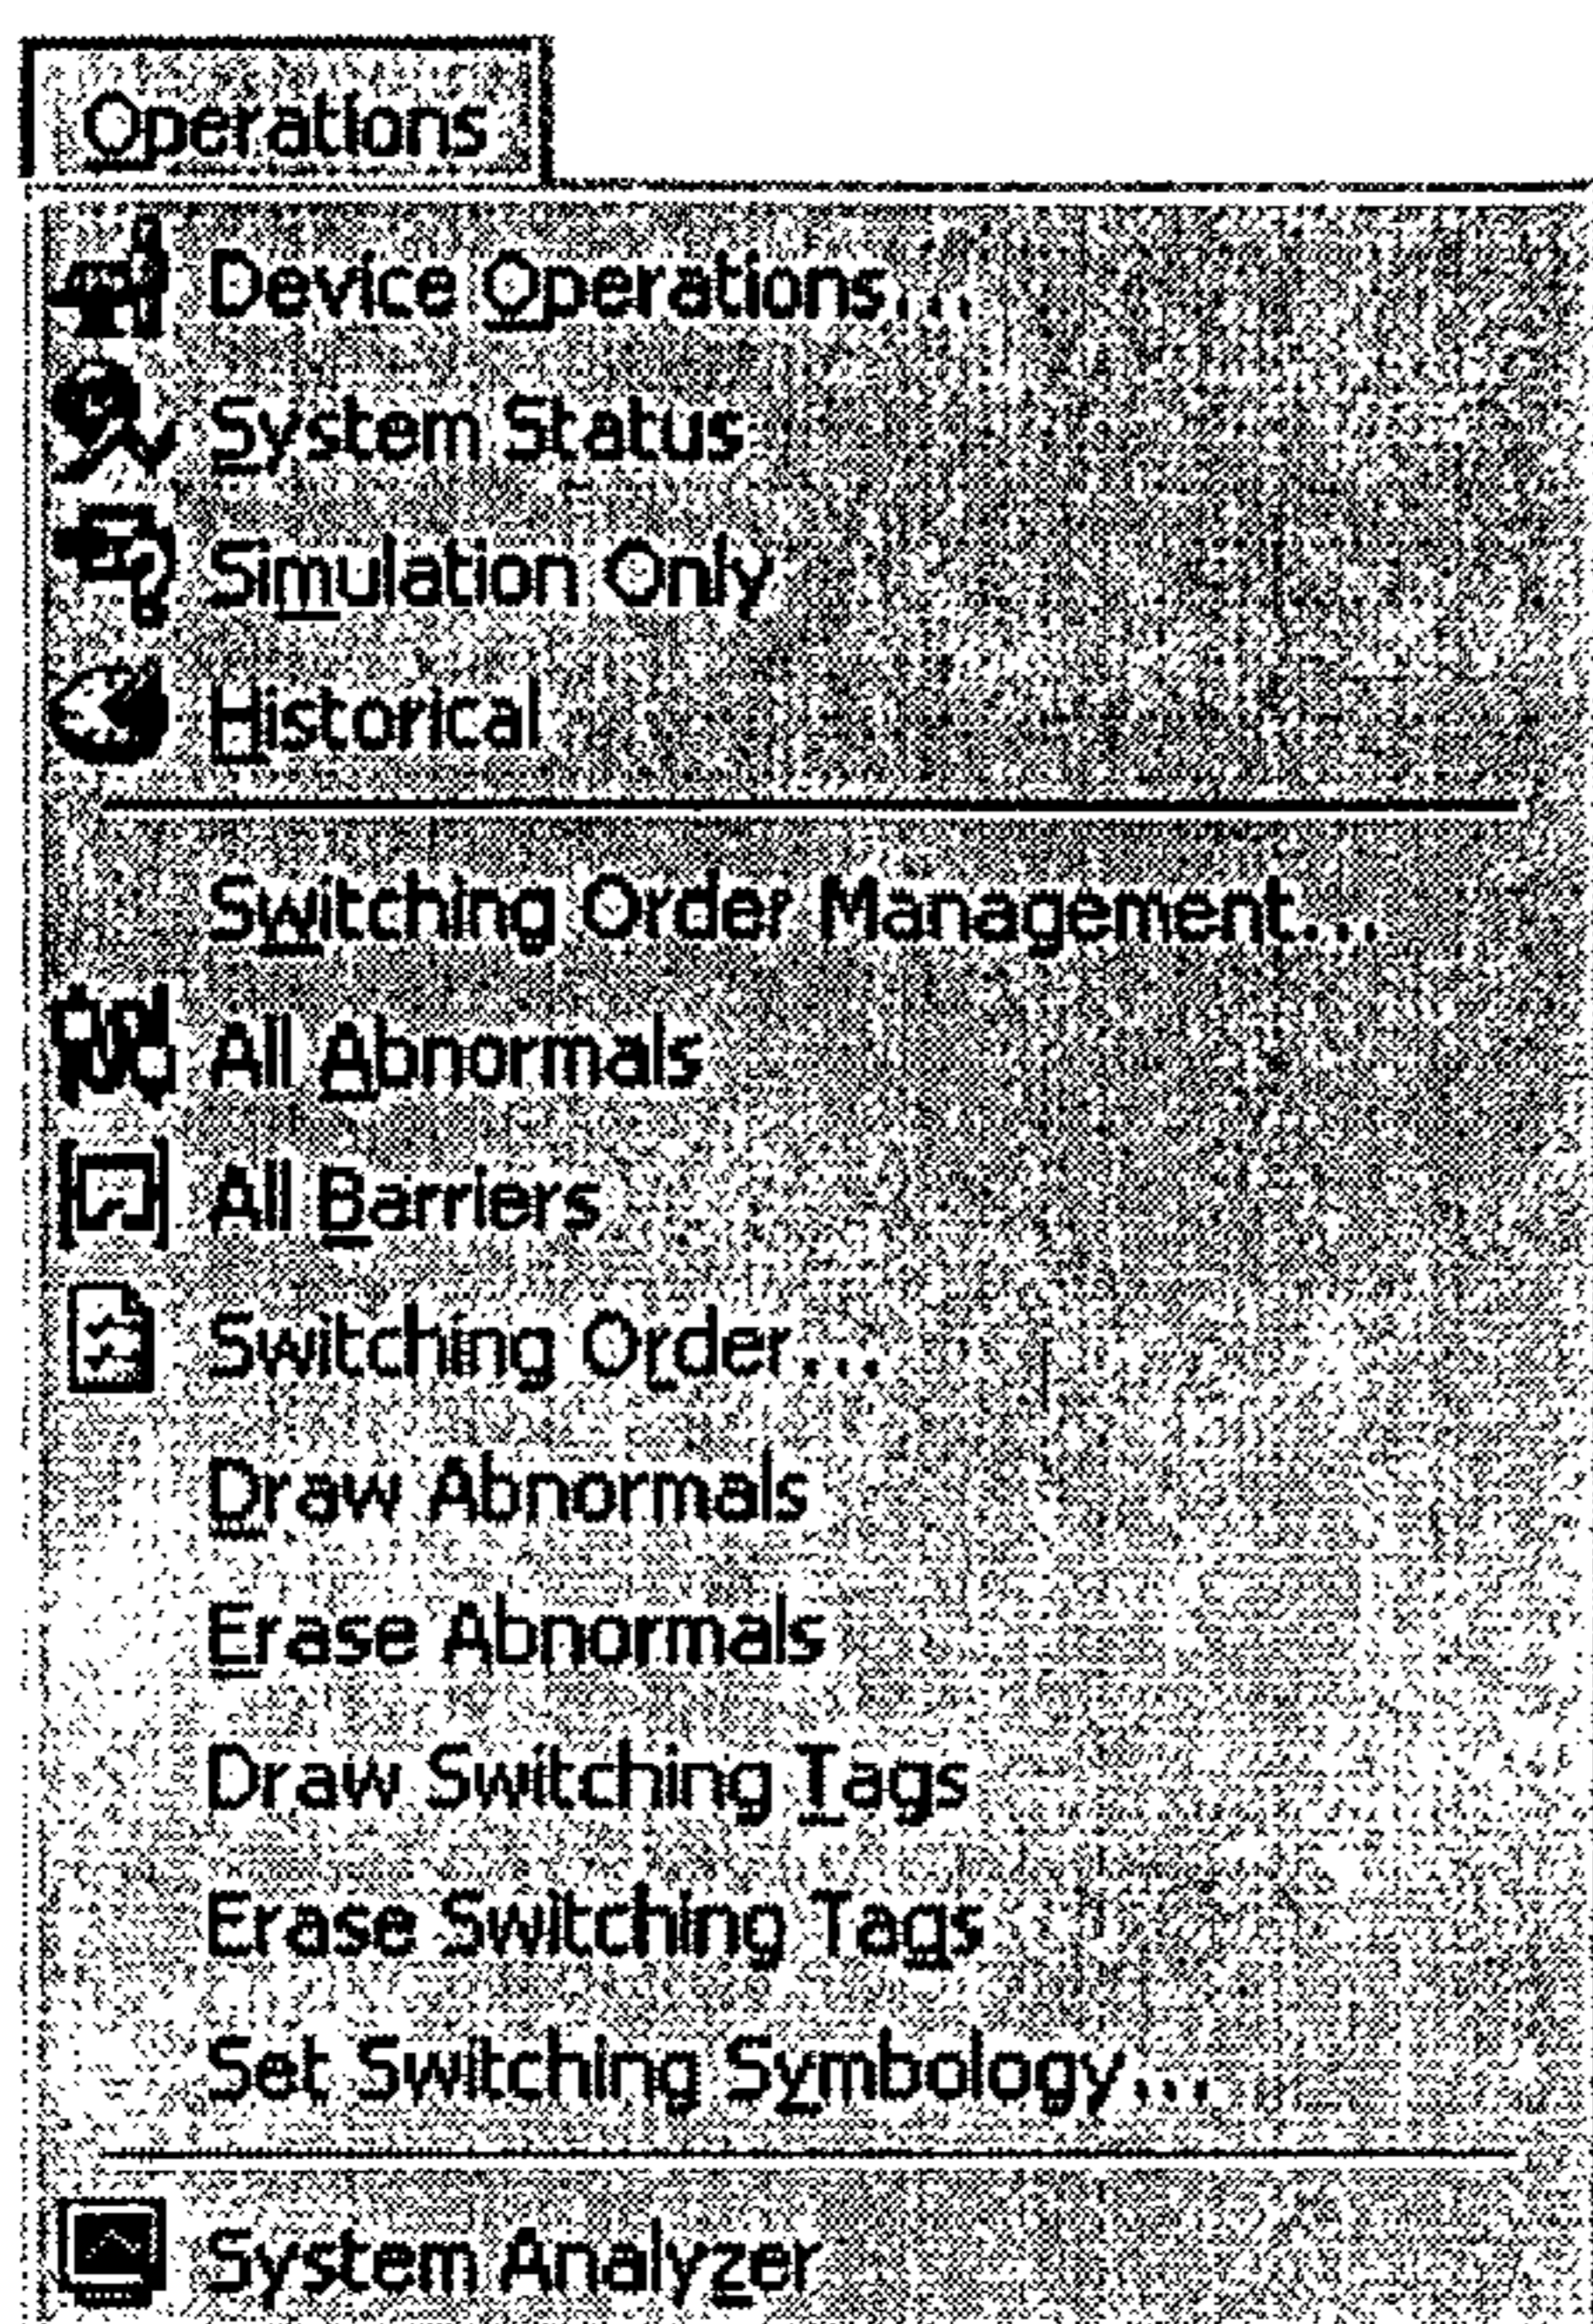 Operations
Device Operations...
System Status
Simulation Only
Historical
Switching Order Management...
All Abnormals
All Barriers
Switching Order...
Draw Abnormals
Erase Abnormals
Draw Switching Tags
Erase Switching Tags
Set Switching Symbology...
System Analyzer